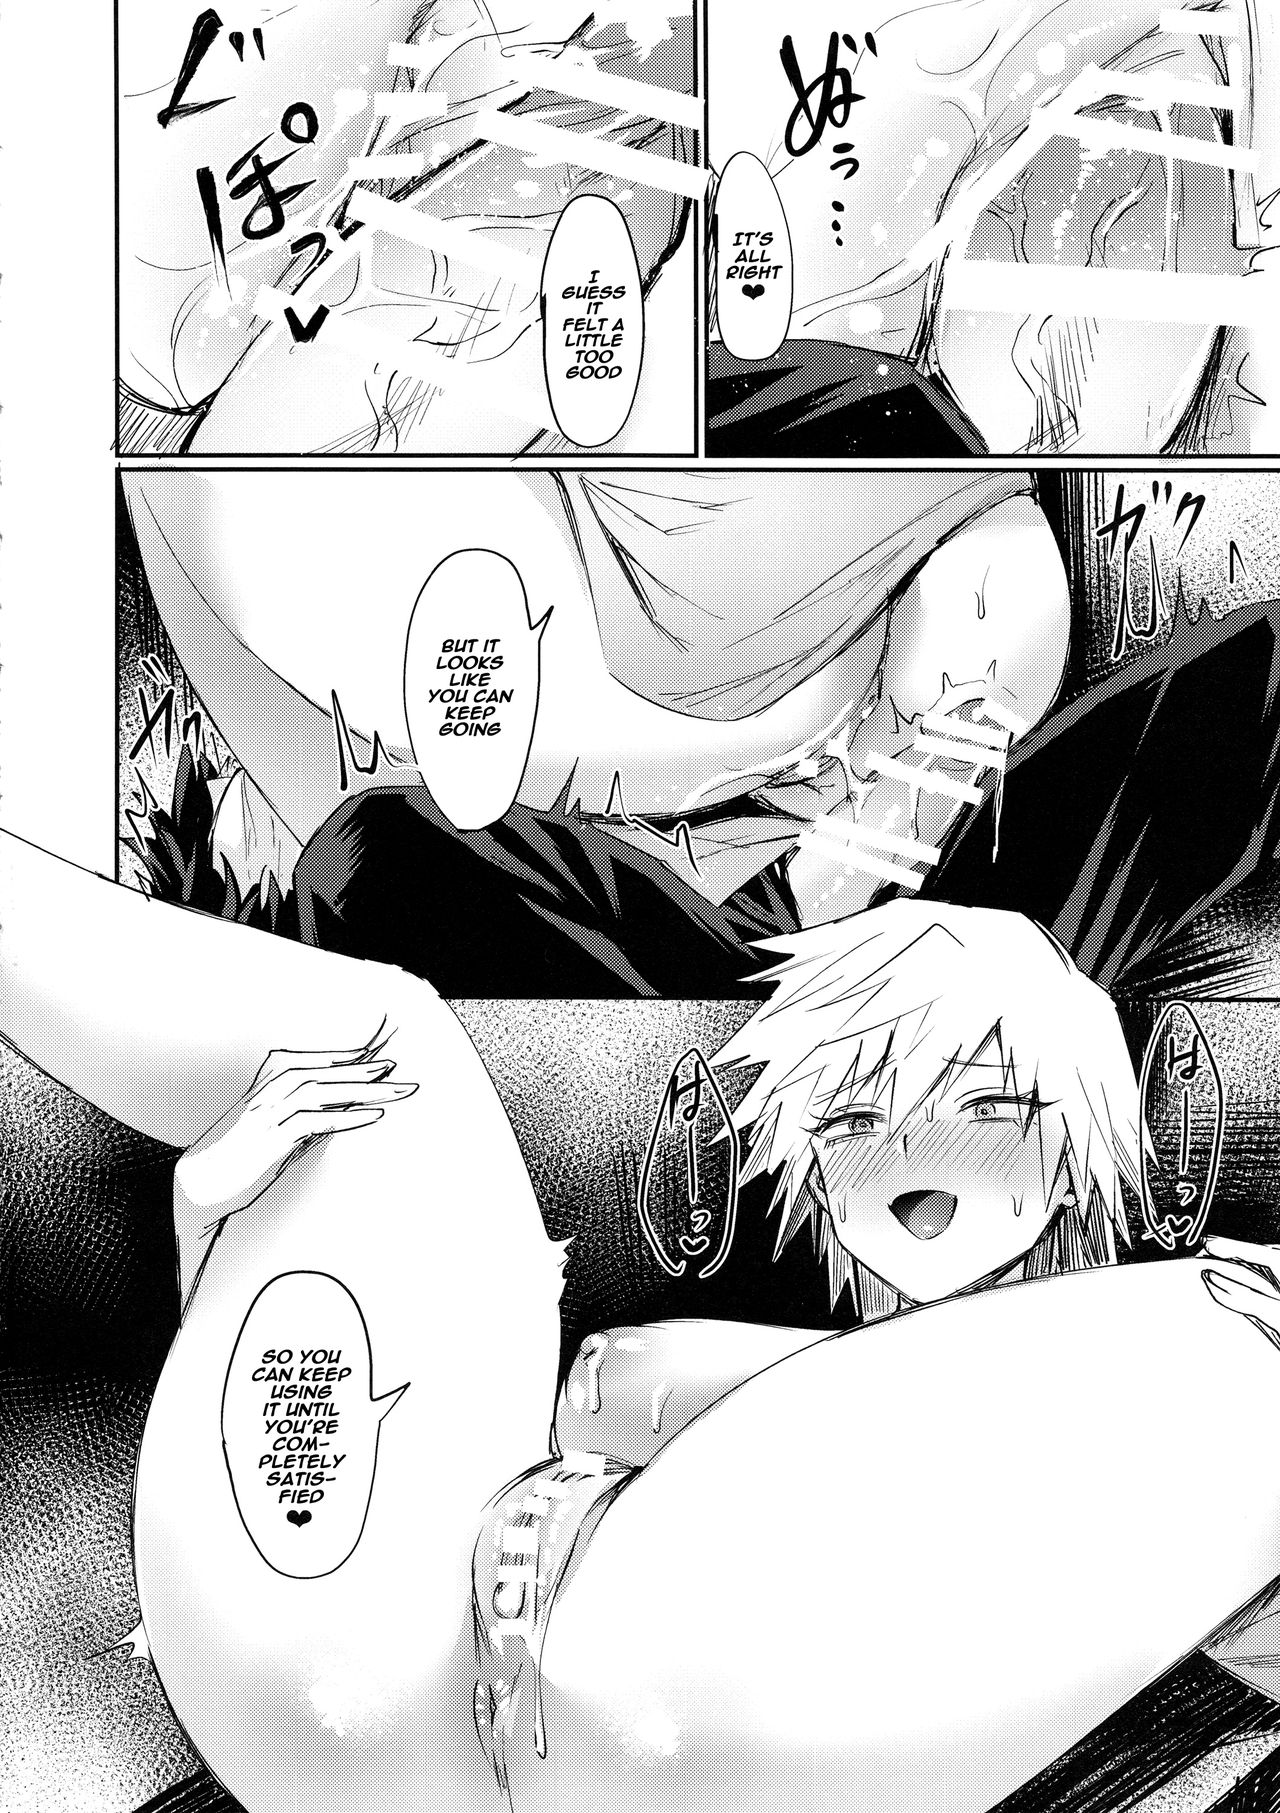 ぬぅ…
IT'S
ALL
RIGHT
❤
ぐ
ぽっ♡
I
GUESS
IT
FELT A
LITTLE
TOO
GOOD
ガク
ガク
BUT IT
LOOKS
LIKE
YOU CAN
KEEP
GOING
はーっ♡
はーっ♡
SO YOU
CAN KEEP
USING
IT UNTIL
YOU'RE
COM-
PLETELY
SATIS-
FIED
❤